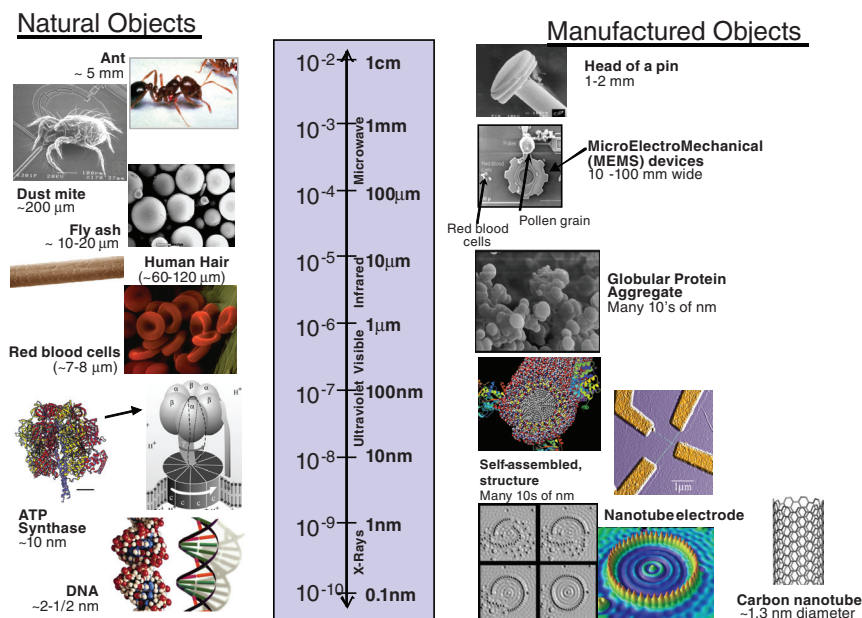 Natural Objects
Ant
~ 5 mm
Dust mite
~200 μm
Fly ash
~ 10-20μm
Human Hair
(~60-120 μm)
Red blood cells
(~7-8 μm)
α
β
β
α
α
β
H+
H+
c
c
c
ATP
Synthase
~10 nm
DNA
~2-1/2 nm
10-2
1cm
10-3
1mm
10-4
100μm
10-5
10μm
10-6
1μm
10-7
100nm
10-8
10nm
10-9
1nm
10-10
0.1nm
Microwave
Infrared
Visible
Ultraviolet
X-Rays
Manufactured Objects
Head of a pin
1-2 mm
MicroElectroMechanical
(MEMS) devices
10 -100 mm wide
Red blood
cells
Pollen grain
Globular Protein
Aggregate
Many 10's of nm
Self-assembled,
structure
Many 10s of nm
1μm
Nanotube electrode
Carbon nanotube
~1.3 nm diameter